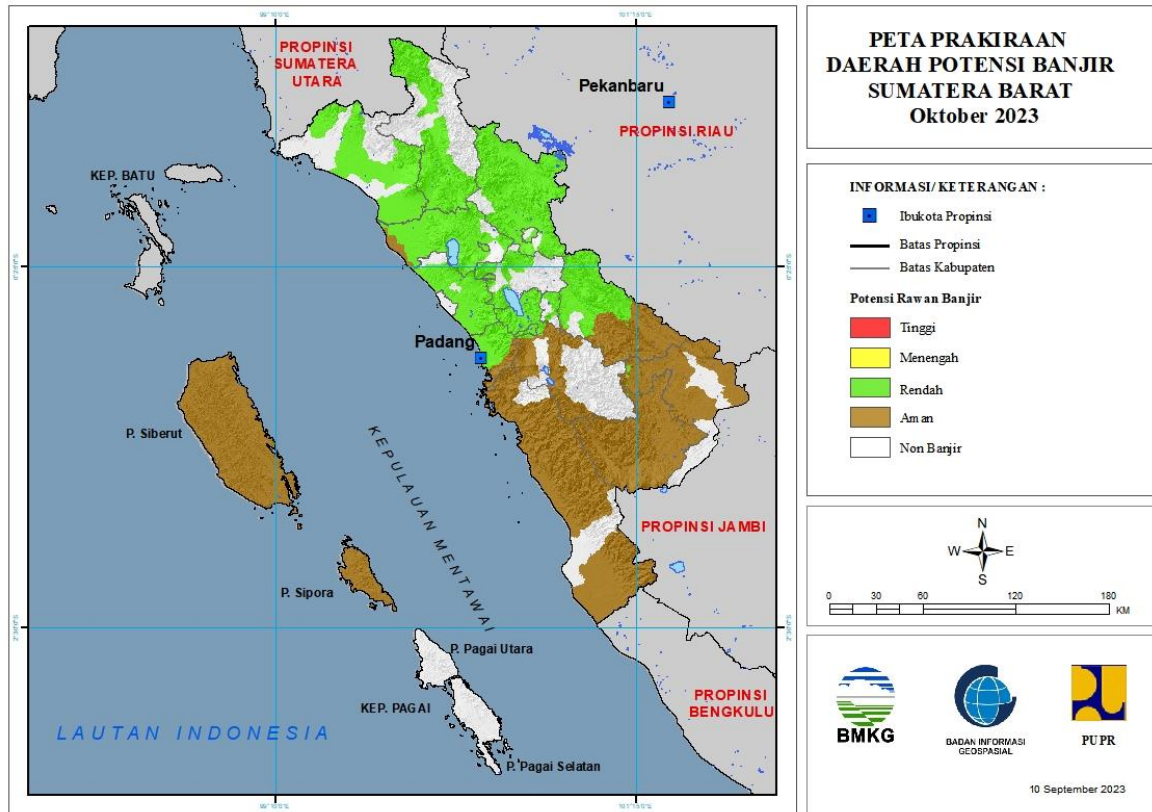 PETA PRAKIRAAN
DAERAH POTENSI BANJIR
SUMATERA BARAT
Oktober 2023
INFORMASI/ KETERANGAN :
Ibukota Propinsi
Batas Propinsi
Batas Kabupaten
Potensi Rawan Banjir
Tinggi
Menengah
Rendah
Aman
Non Banjir
N
W E
S
0 30 60 120 180
KM
BMKG
BADAN INFORMASI
GEOSPASIAL
PUPR
10 September 2023
PROPINSI
SUMATERA
UTARA
Pekanbaru
PROPINSI RIAU
KEP. BATU
Padang
P. Siberut
KEPULAUAN MENTAWAI
PROPINSI JAMBI
P. Sipora
P. Pagai Utara
KEP. PAGAI
PROPINSI
BENGKULU
LAUTAN INDONESIA
P. Pagai Selatan